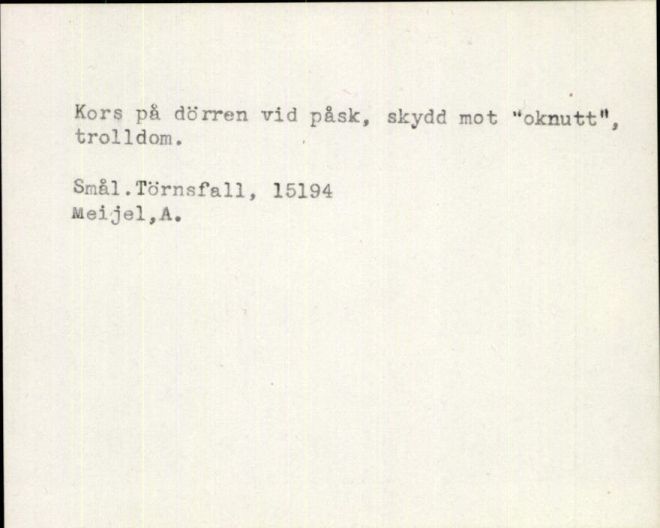 Kors på dörren vid påsk, skydd mot "oknutt",
trolldom.
Smål.Törnsfall, 15194
Meijel,A.